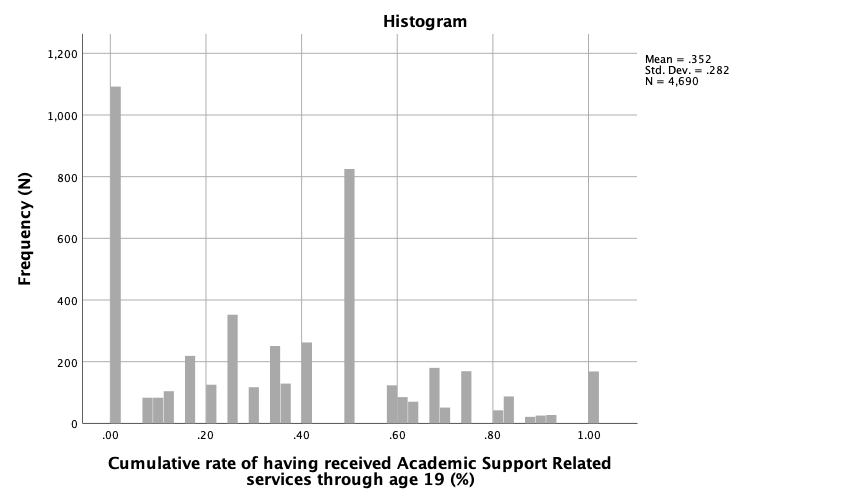 Histogram
1,200
1,000
800
600
400
200
0
Frequency (N)
.00
.20
.40
.60
.80
1.00
Cumulative rate of having received Academic Support Related
services through age 19 (%)
Mean = .352
Std. Dev. = .282
N = 4,690